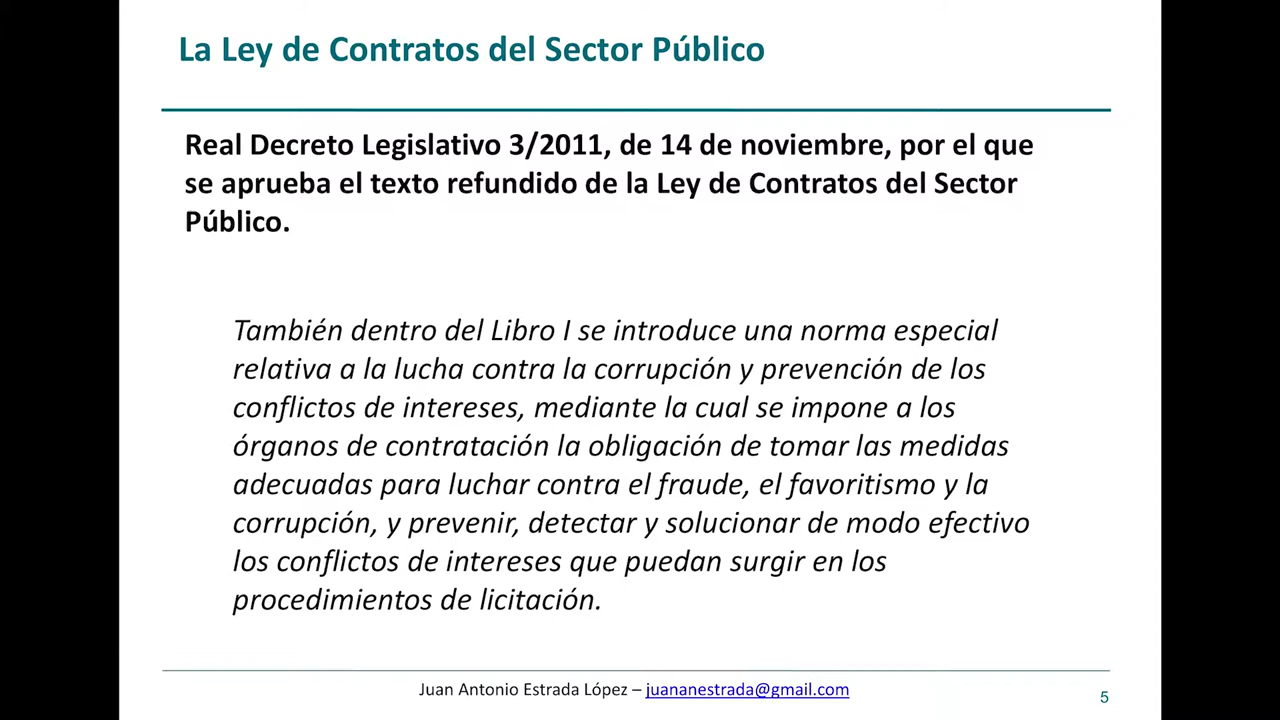 La Ley de Contratos del Sector Público
Real Decreto Legislativo 3/2011, de 14 de noviembre, por el que
se aprueba el texto refundido de la Ley de Contratos del Sector
Público.
También dentro del Libro I se introduce una norma especial
relativa a la lucha contra la corrupción y prevención de los
conflictos de intereses, mediante la cual se impone a los
órganos de contratación la obligación de tomar las medidas
adecuadas para luchar contra el fraude, el favoritismo y la
corrupción, y prevenir, detectar y solucionar de modo efectivo
los conflictos de intereses que puedan surgir en los
procedimientos de licitación.
Juan Antonio Estrada López – juananestrada@gmail.com
5